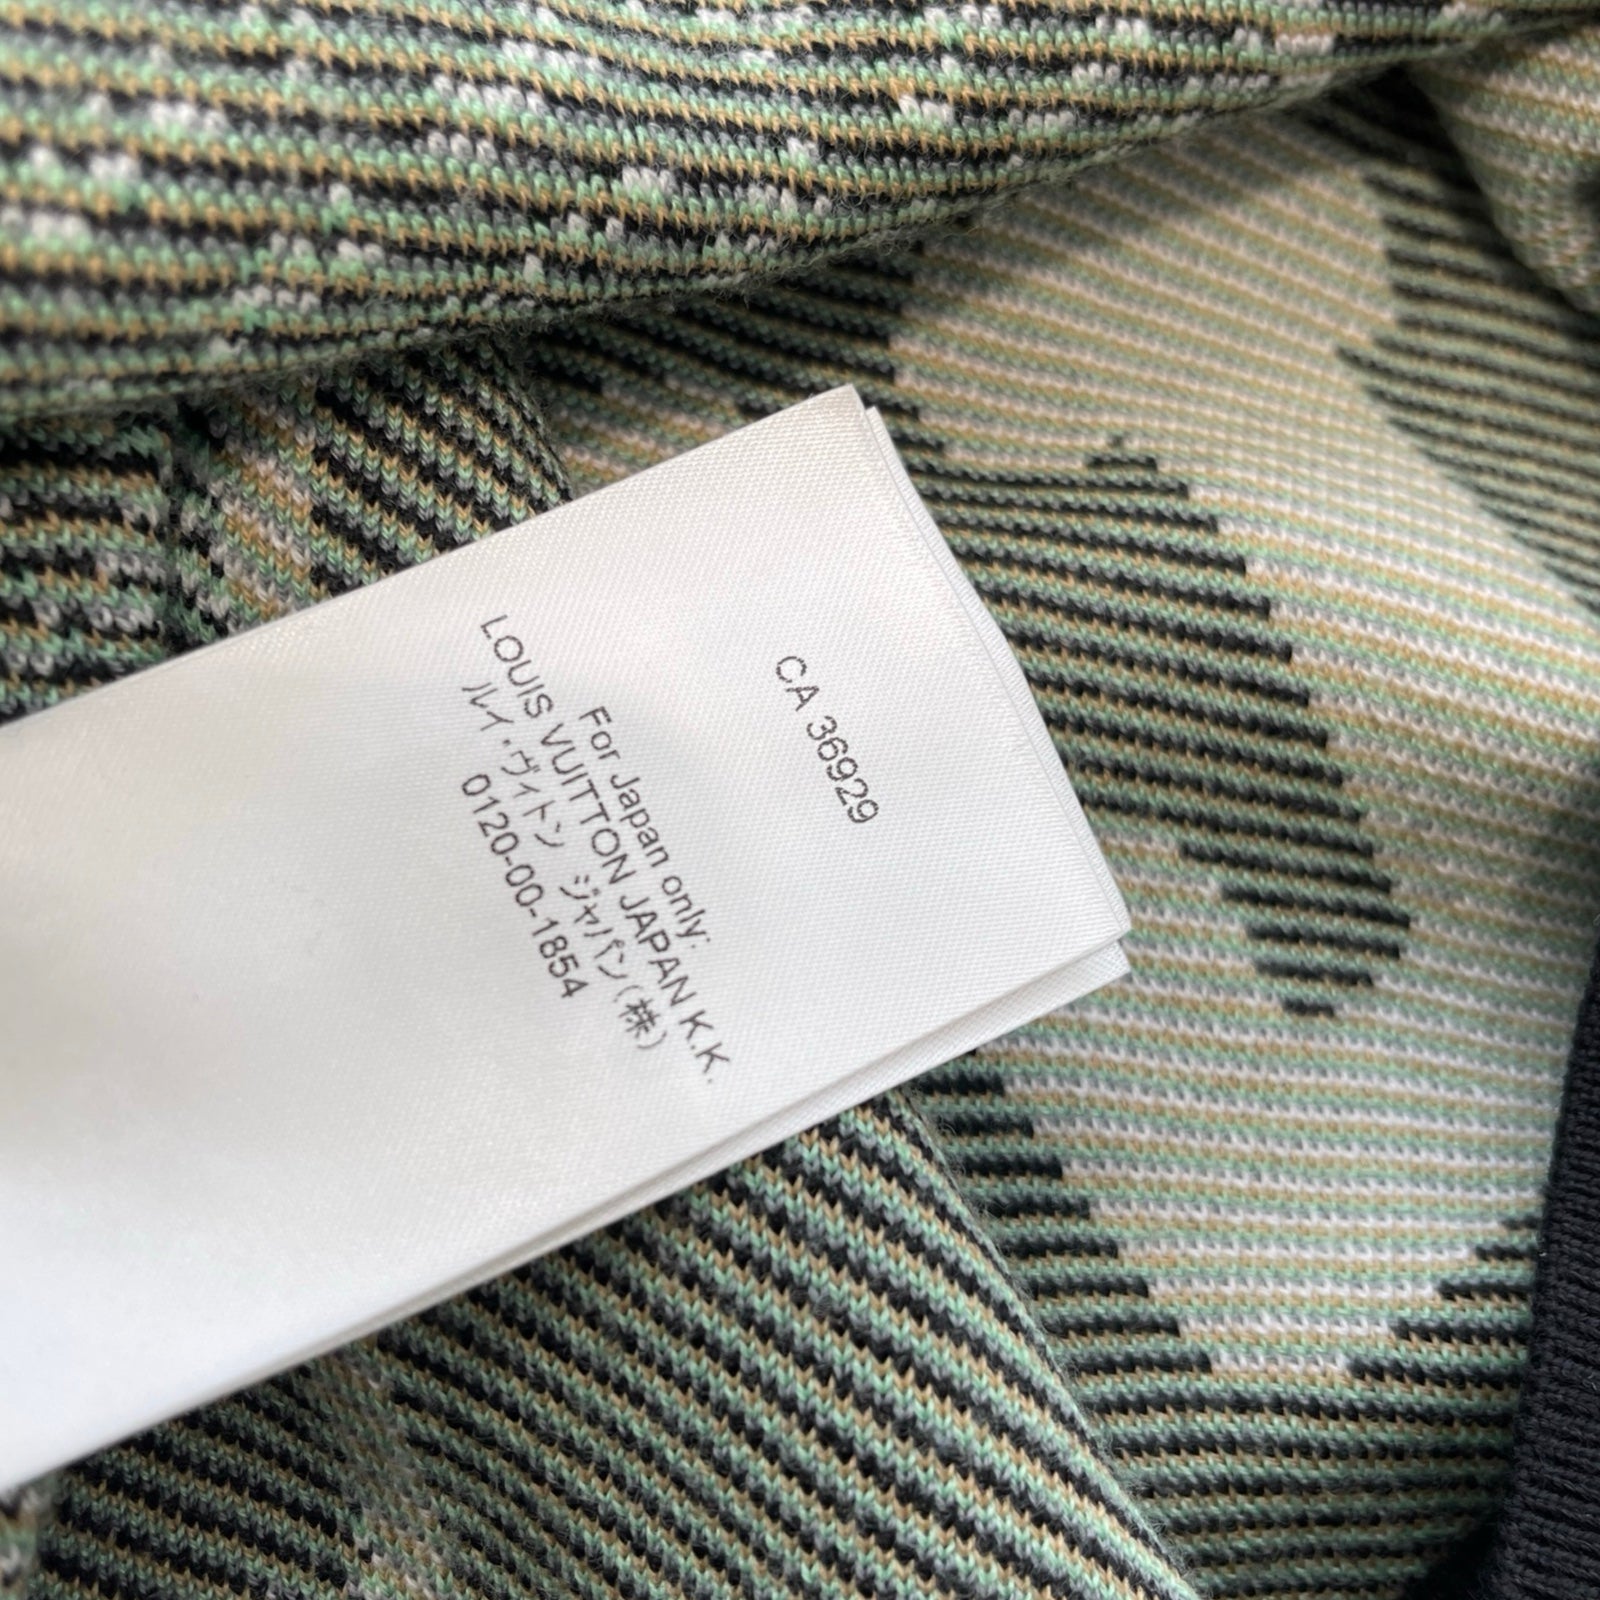 CA 36929
For Japan only:
LOUIS VUITTON JAPAN K.K.
ルイ・ヴィトン ジャパン(株)
0120-00-1854